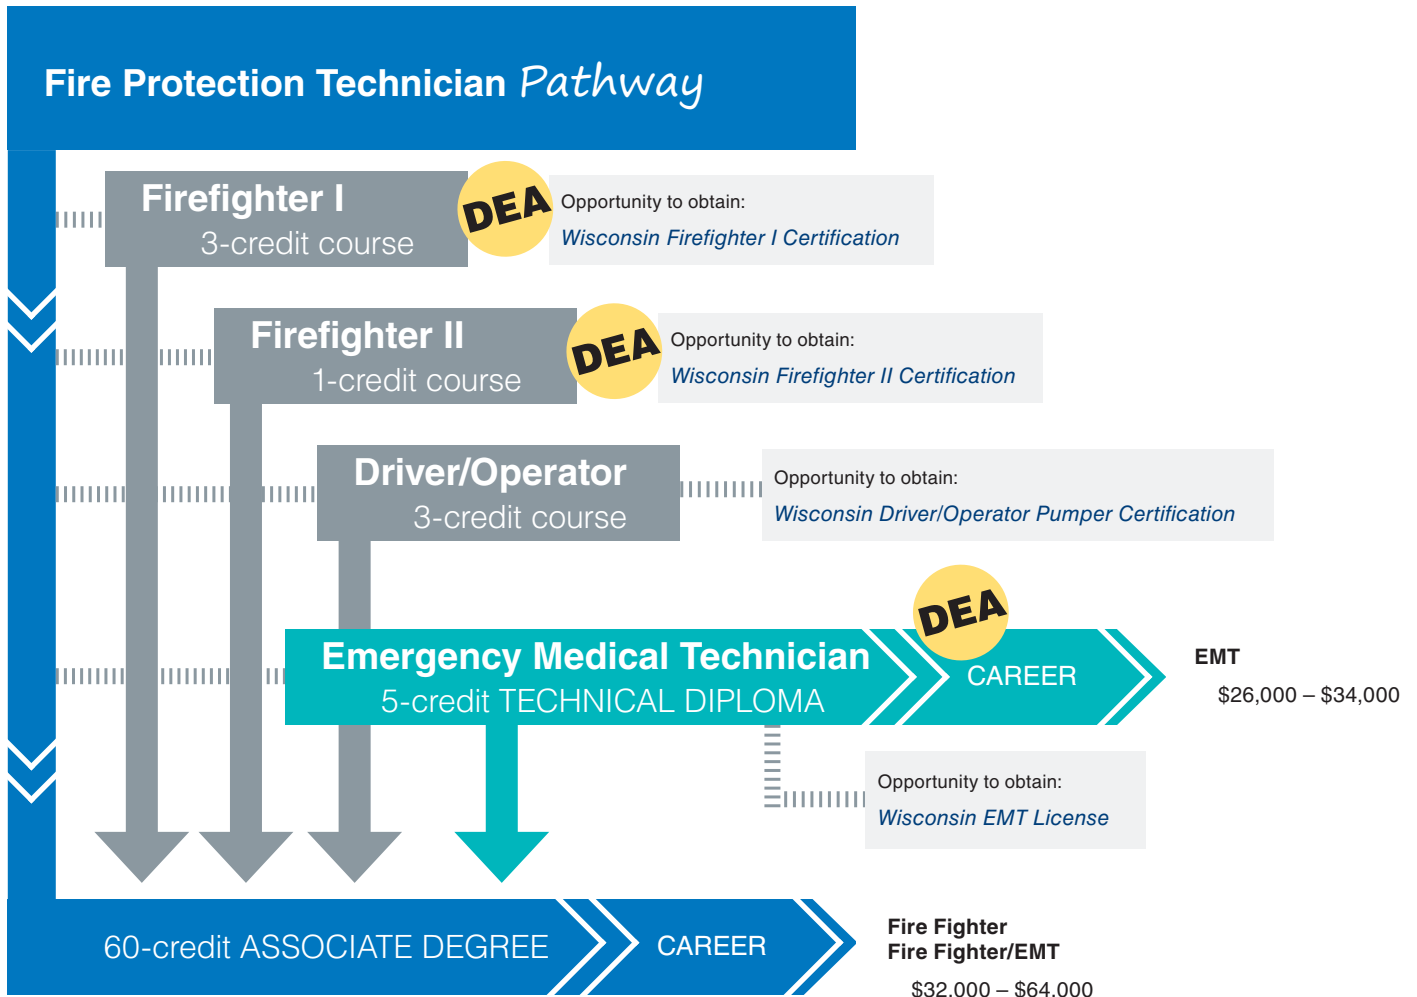 Fire Protection Technician Pathway
Firefighter I
3-credit course
DEA
Opportunity to obtain:
Wisconsin Firefighter I Certification
Firefighter II
1-credit course
DEA
Opportunity to obtain:
Wisconsin Firefighter II Certification
Driver/Operator
3-credit course
Opportunity to obtain:
Wisconsin Driver/Operator Pumper Certification
Emergency Medical Technician
5-credit TECHNICAL DIPLOMA
DEA
CAREER
EMT
$26,000 – $34,000
Opportunity to obtain:
Wisconsin EMT License
60-credit ASSOCIATE DEGREE
CAREER
Fire Fighter
Fire Fighter/EMT
$32,000 – $64,000